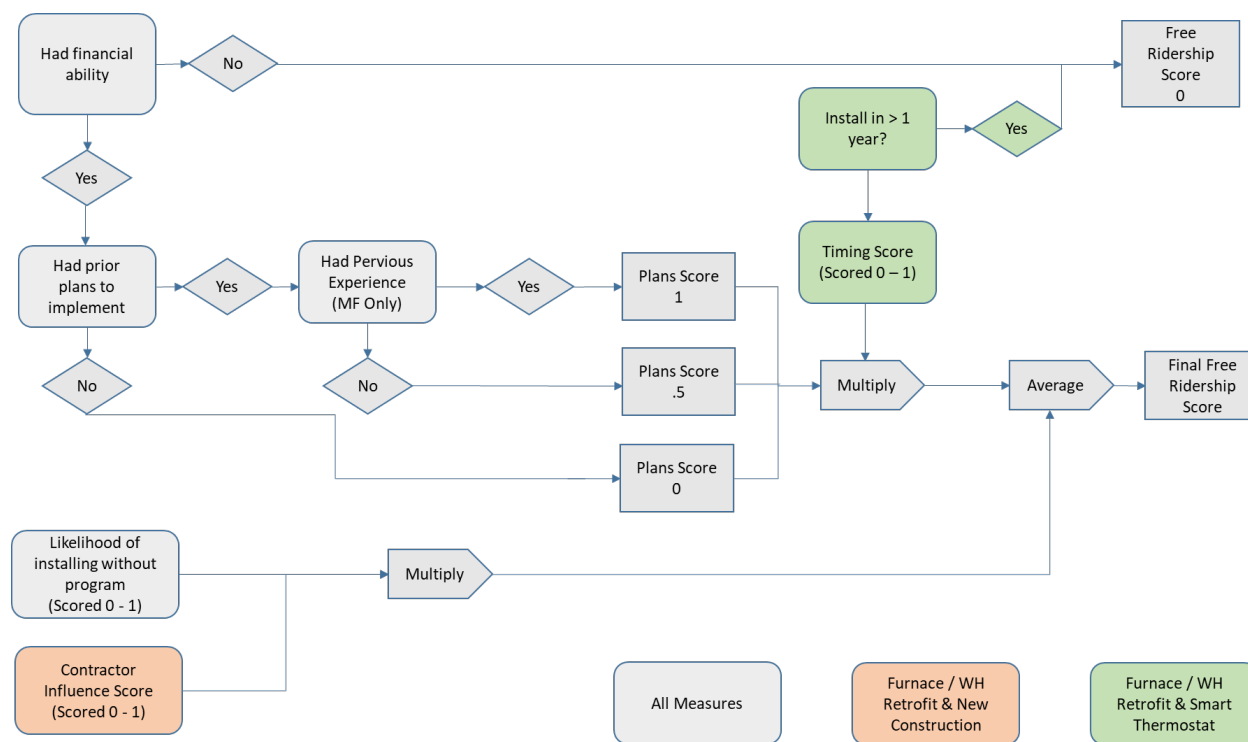 Had financial
ability
No
Free
Ridership
Score
0
Install in > 1
year?
Yes
Yes
Had prior
plans to
implement
Yes
Had Pervious
Experience
(MF Only)
Yes
Plans Score
1
Timing Score
(Scored 0 – 1)
No
No
Plans Score
.5
Multiply
Average
Final Free
Ridership
Score
Plans Score
0
Likelihood of
installing without
program
(Scored 0 - 1)
Multiply
Contractor
Influence Score
(Scored 0 - 1)
All Measures
Furnace / WH
Retrofit & New
Construction
Furnace / WH
Retrofit & Smart
Thermostat